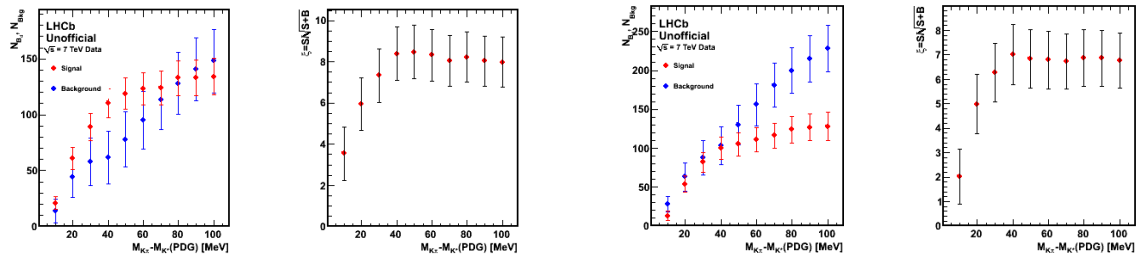 N_{B_s}, N_{Bkg}
LHCb
Unofficial
√s = 7 TeV Data
Signal
Background
0
50
100
150
20 40 60 80 100
M_{Kπ}-M_{K*}(PDG) [MeV]
ξ=S/√S+B
0
2
4
6
8
10
20 40 60 80 100
M_{Kπ}-M_{K*}(PDG) [MeV]
N_{B_s}, N_{Bkg}
LHCb
Unofficial
√s = 7 TeV Data
Signal
Background
0
50
100
150
200
250
20 40 60 80 100
M_{Kπ}-M_{K*}(PDG) [MeV]
ξ=S/√S+B
0
1
2
3
4
5
6
7
8
20 40 60 80 100
M_{Kπ}-M_{K*}(PDG) [MeV]